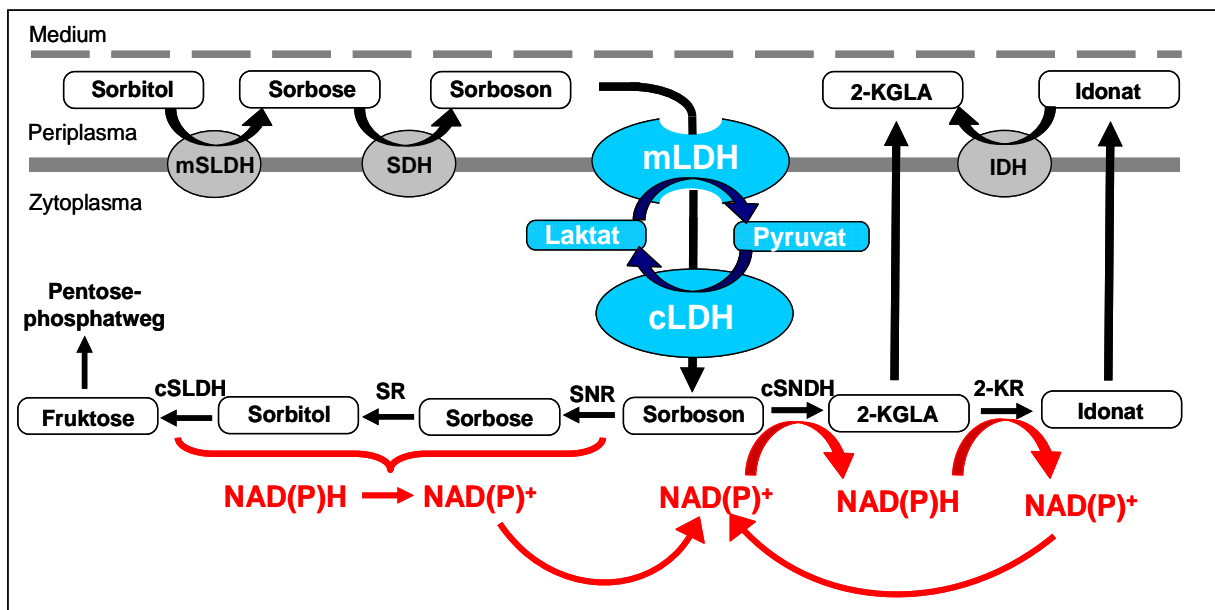 Medium
Sorbitol
Sorbose
Sorboson
2-KGLA
Idonat
Periplasma
mSLDH
SDH
mLDH
IDH
Zytoplasma
Laktat
Pyruvat
cLDH
Pentose-
phosphatweg
cSLDH
SR
SNR
cSNDH
2-KR
Fruktose
Sorbitol
Sorbose
Sorboson
2-KGLA
Idonat
NAD(P)H
NAD(P)⁺
NAD(P)⁺
NAD(P)H
NAD(P)⁺